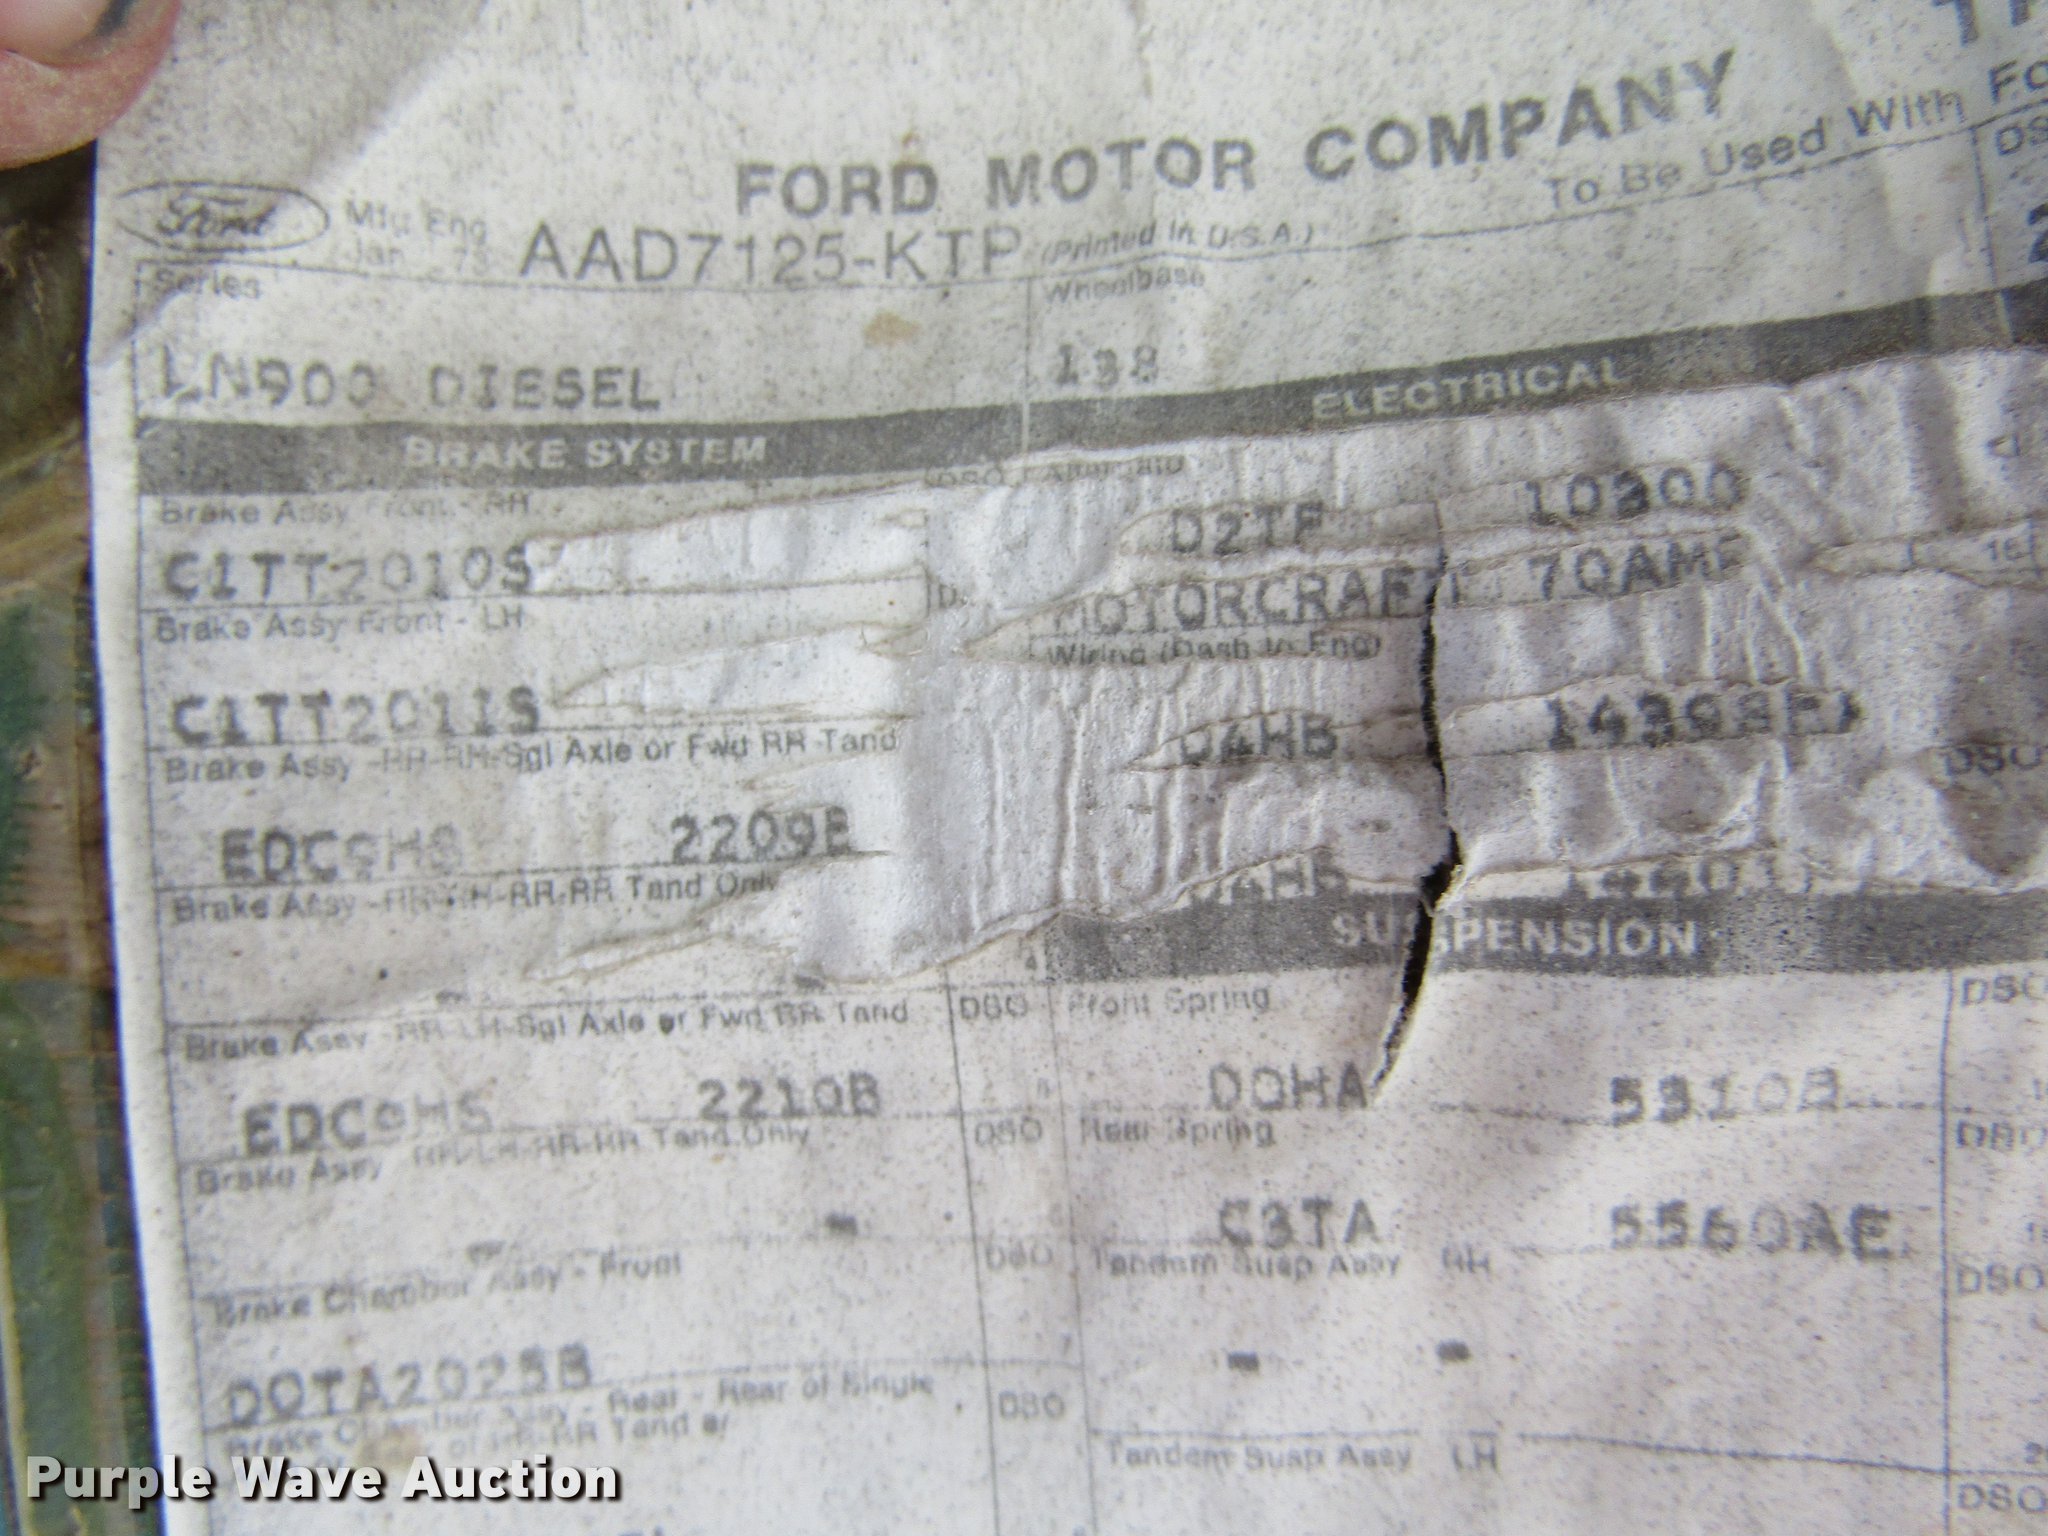 FORD MOTOR COMPANY
To Be Used With
Ford
Mfg Eng
Jan 73
AAD7125-KTP
(Printed in U.S.A.)
Series
Wheelbase
LN900 DIESEL
138
BRAKE SYSTEM
ELECTRICAL
Brake Assy Front - RH
DSO
C1TT2010S
D2TF
10300
Brake Assy Front - LH
MOTORCRAFT
70AMP
Wiring (Dash to Eng)
C1TT2011S
D4HB
Brake Assy -RR-RH-Sgl Axle or Fwd RR Tand
DSO
2209B
Brake Assy -RR-RH-RR-RR Tand Only
SUSPENSION
Brake Assy -RR-LH-Sgl Axle or Fwd RR Tand
DSO
Front Spring
DSO
2210B
D0HA
5310B
Brake Assy RR-LH-RR-RR Tand Only
DSO
Rear Spring
DSO
-
C3TA
5560AE
Brake Chamber Assy - Front
DSO
Tandem Susp Assy RH
DSO
D0TA2025B
- -
Brake Chamber Assy - Rear - Rear of Single
DSO
Tandem Susp Assy LH
DSO
Purple Wave Auction